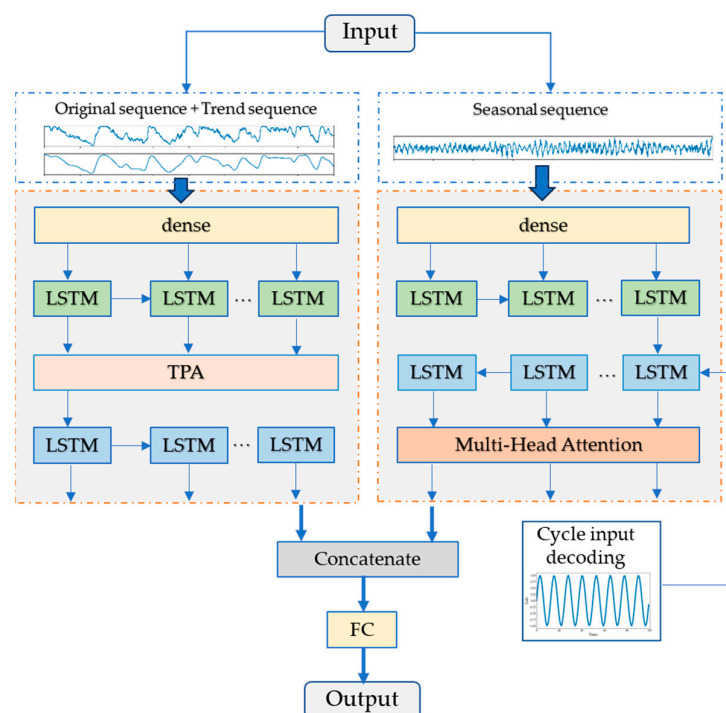 Input
Original sequence + Trend sequence
Seasonal sequence
dense
LSTM LSTM ... LSTM
TPA
LSTM LSTM ... LSTM
dense
LSTM LSTM ... LSTM
LSTM LSTM ... LSTM
Multi-Head Attention
Concatenate
FC
Output
Cycle input
decoding